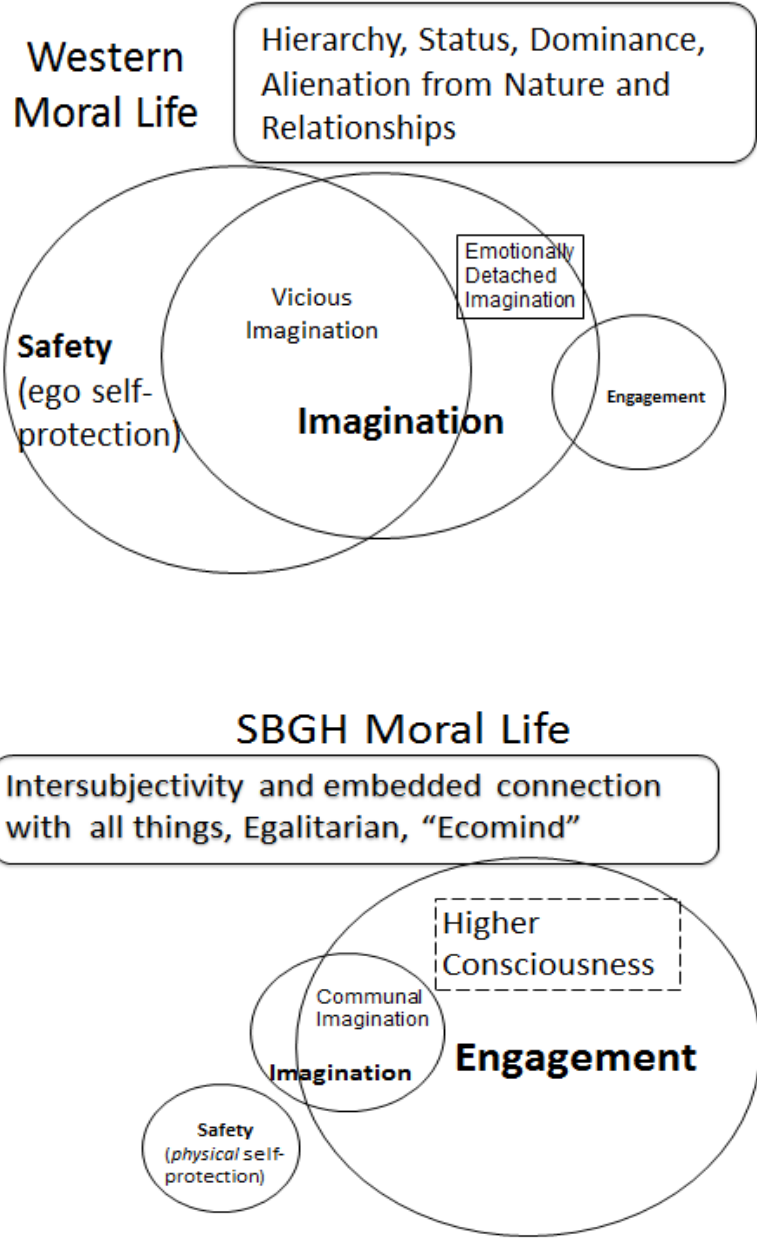 Western
Moral Life
Hierarchy, Status, Dominance,
Alienation from Nature and
Relationships
Emotionally
Detached
Imagination
Vicious
Imagination
Safety
(ego self-
protection)
Imagination
Engagement
SBGH Moral Life
Intersubjectivity and embedded connection
with all things, Egalitarian, “Ecomind”
Higher
Consciousness
Communal
Imagination
Imagination
Engagement
Safety
(physical self-
protection)